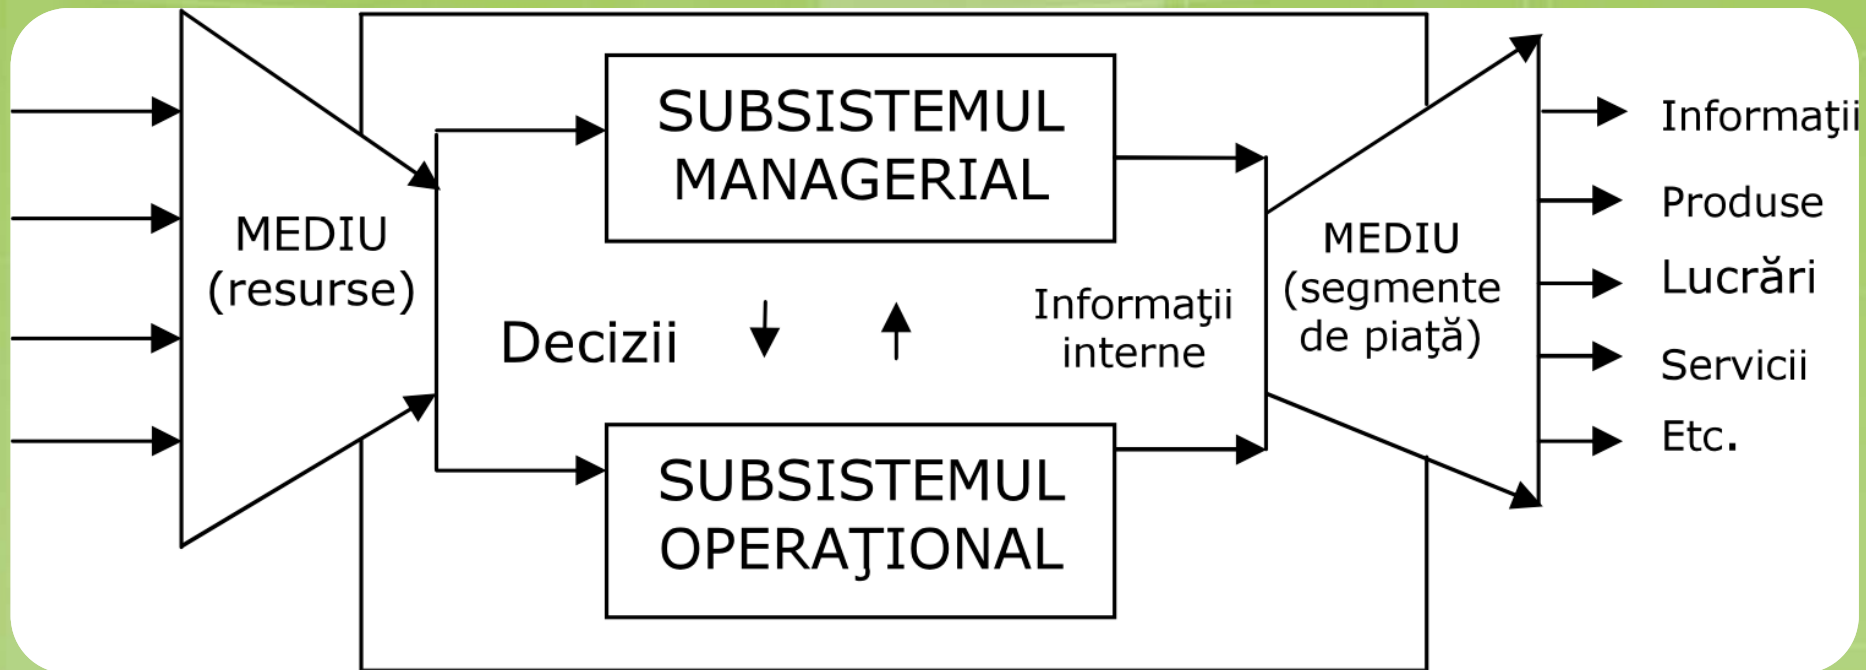 MEDIU
(resurse)
SUBSISTEMUL
MANAGERIAL
Decizii
Informaţii
interne
SUBSISTEMUL
OPERAŢIONAL
MEDIU
(segmente
de piaţă)
Informaţii
Produse
Lucrări
Servicii
Etc.